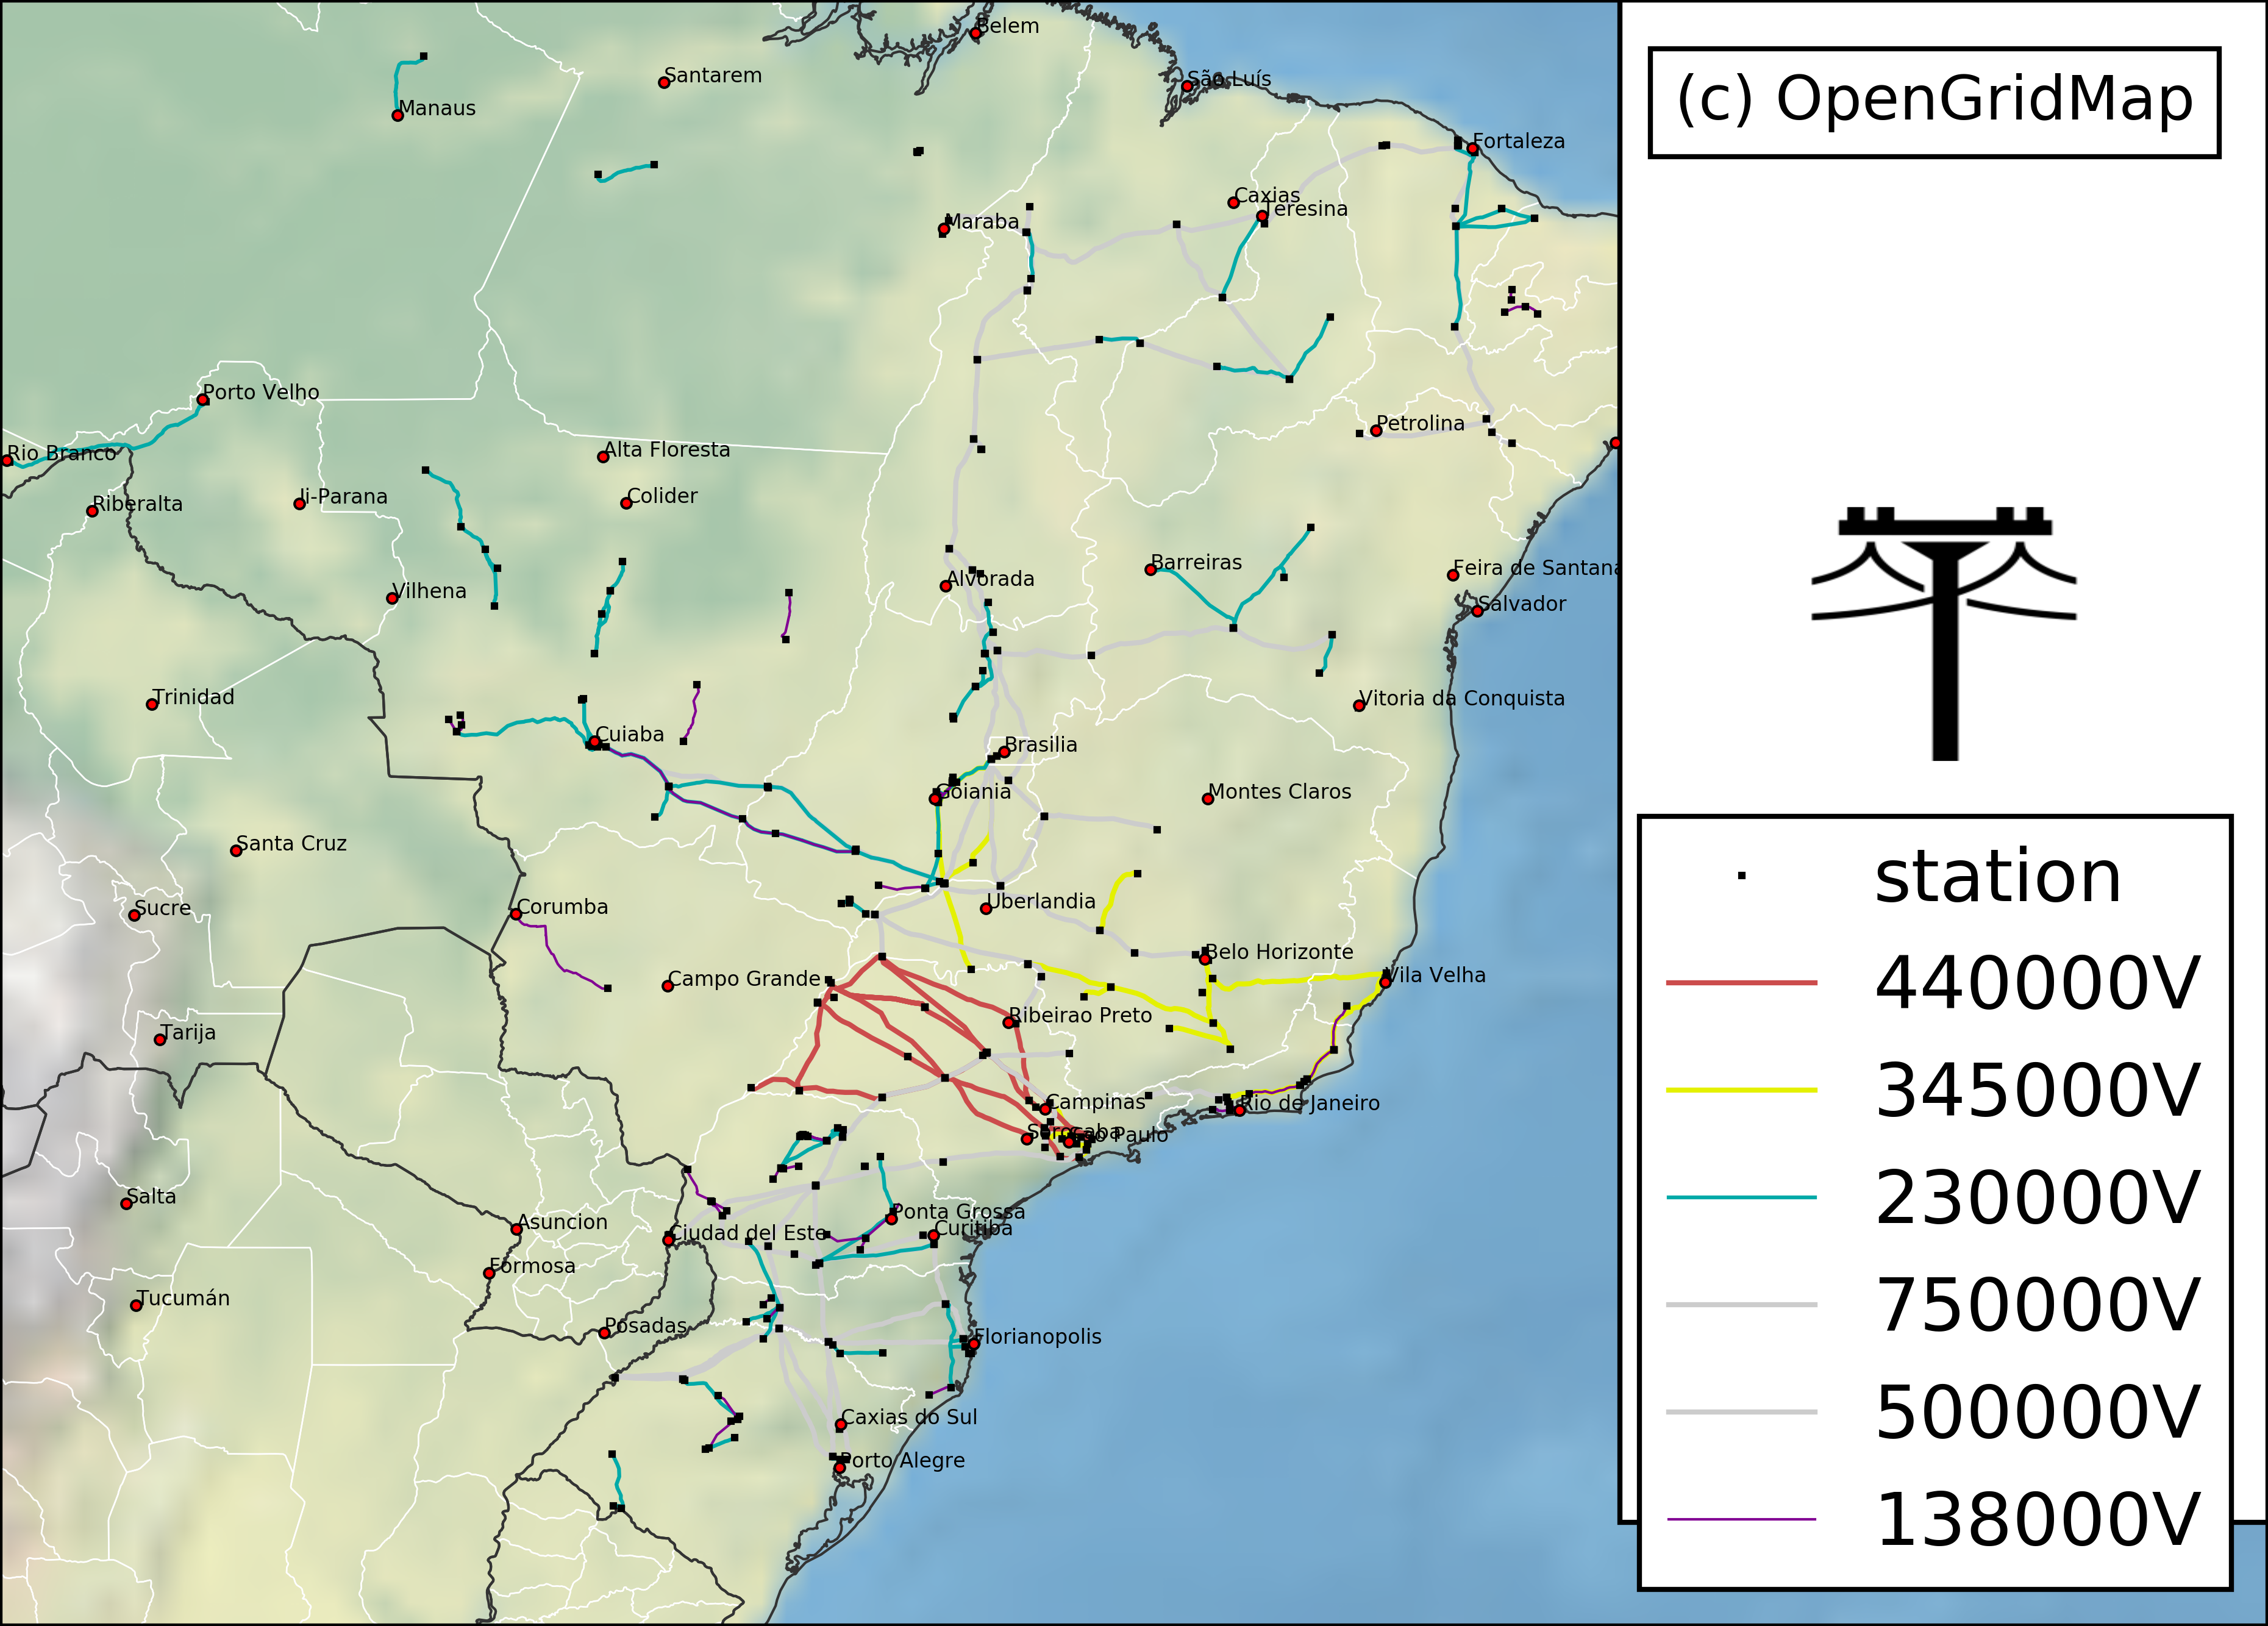 Belem
Santarem
São Luís
(c) OpenGridMap
Manaus
Fortaleza
Caxias
Teresina
Maraba
Porto Velho
Petrolina
Rio Branco
Alta Floresta
Riberalta
Ji-Parana
Colider
Barreiras
Feira de Santana
Alvorada
Vilhena
Salvador
Trinidad
Vitoria da Conquista
Cuiaba
Brasilia
Goiania
Montes Claros
Santa Cruz
station
Sucre
Corumba
Uberlandia
Belo Horizonte
Campo Grande
Vila Velha
440000V
Ribeirao Preto
Tarija
345000V
Campinas
Rio de Janeiro
Sorocaba
Sao Paulo
Salta
230000V
Ponta Grossa
Asuncion
Ciudad del Este
Curitiba
Formosa
Tucumán
750000V
Posadas
Florianopolis
500000V
Caxias do Sul
Porto Alegre
138000V